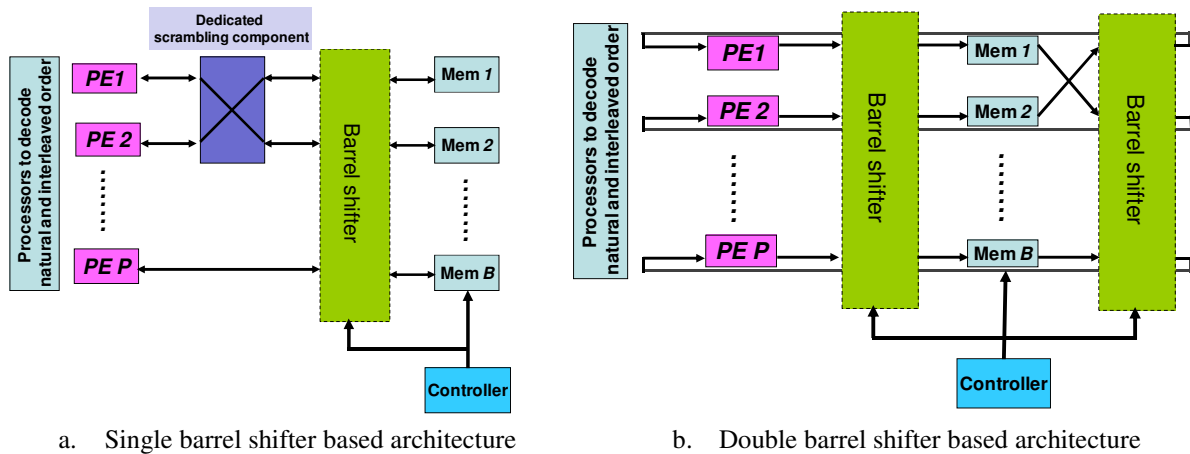 Dedicated
scrambling component
Processors to decode
natural and interleaved order
PE1
PE 2
PE P
Barrel shifter
Mem 1
Mem 2
Mem B
Controller
a. Single barrel shifter based architecture
Processors to decode
natural and interleaved order
PE1
PE 2
PE P
Barrel shifter
Mem 1
Mem 2
Mem B
Barrel shifter
Controller
b. Double barrel shifter based architecture